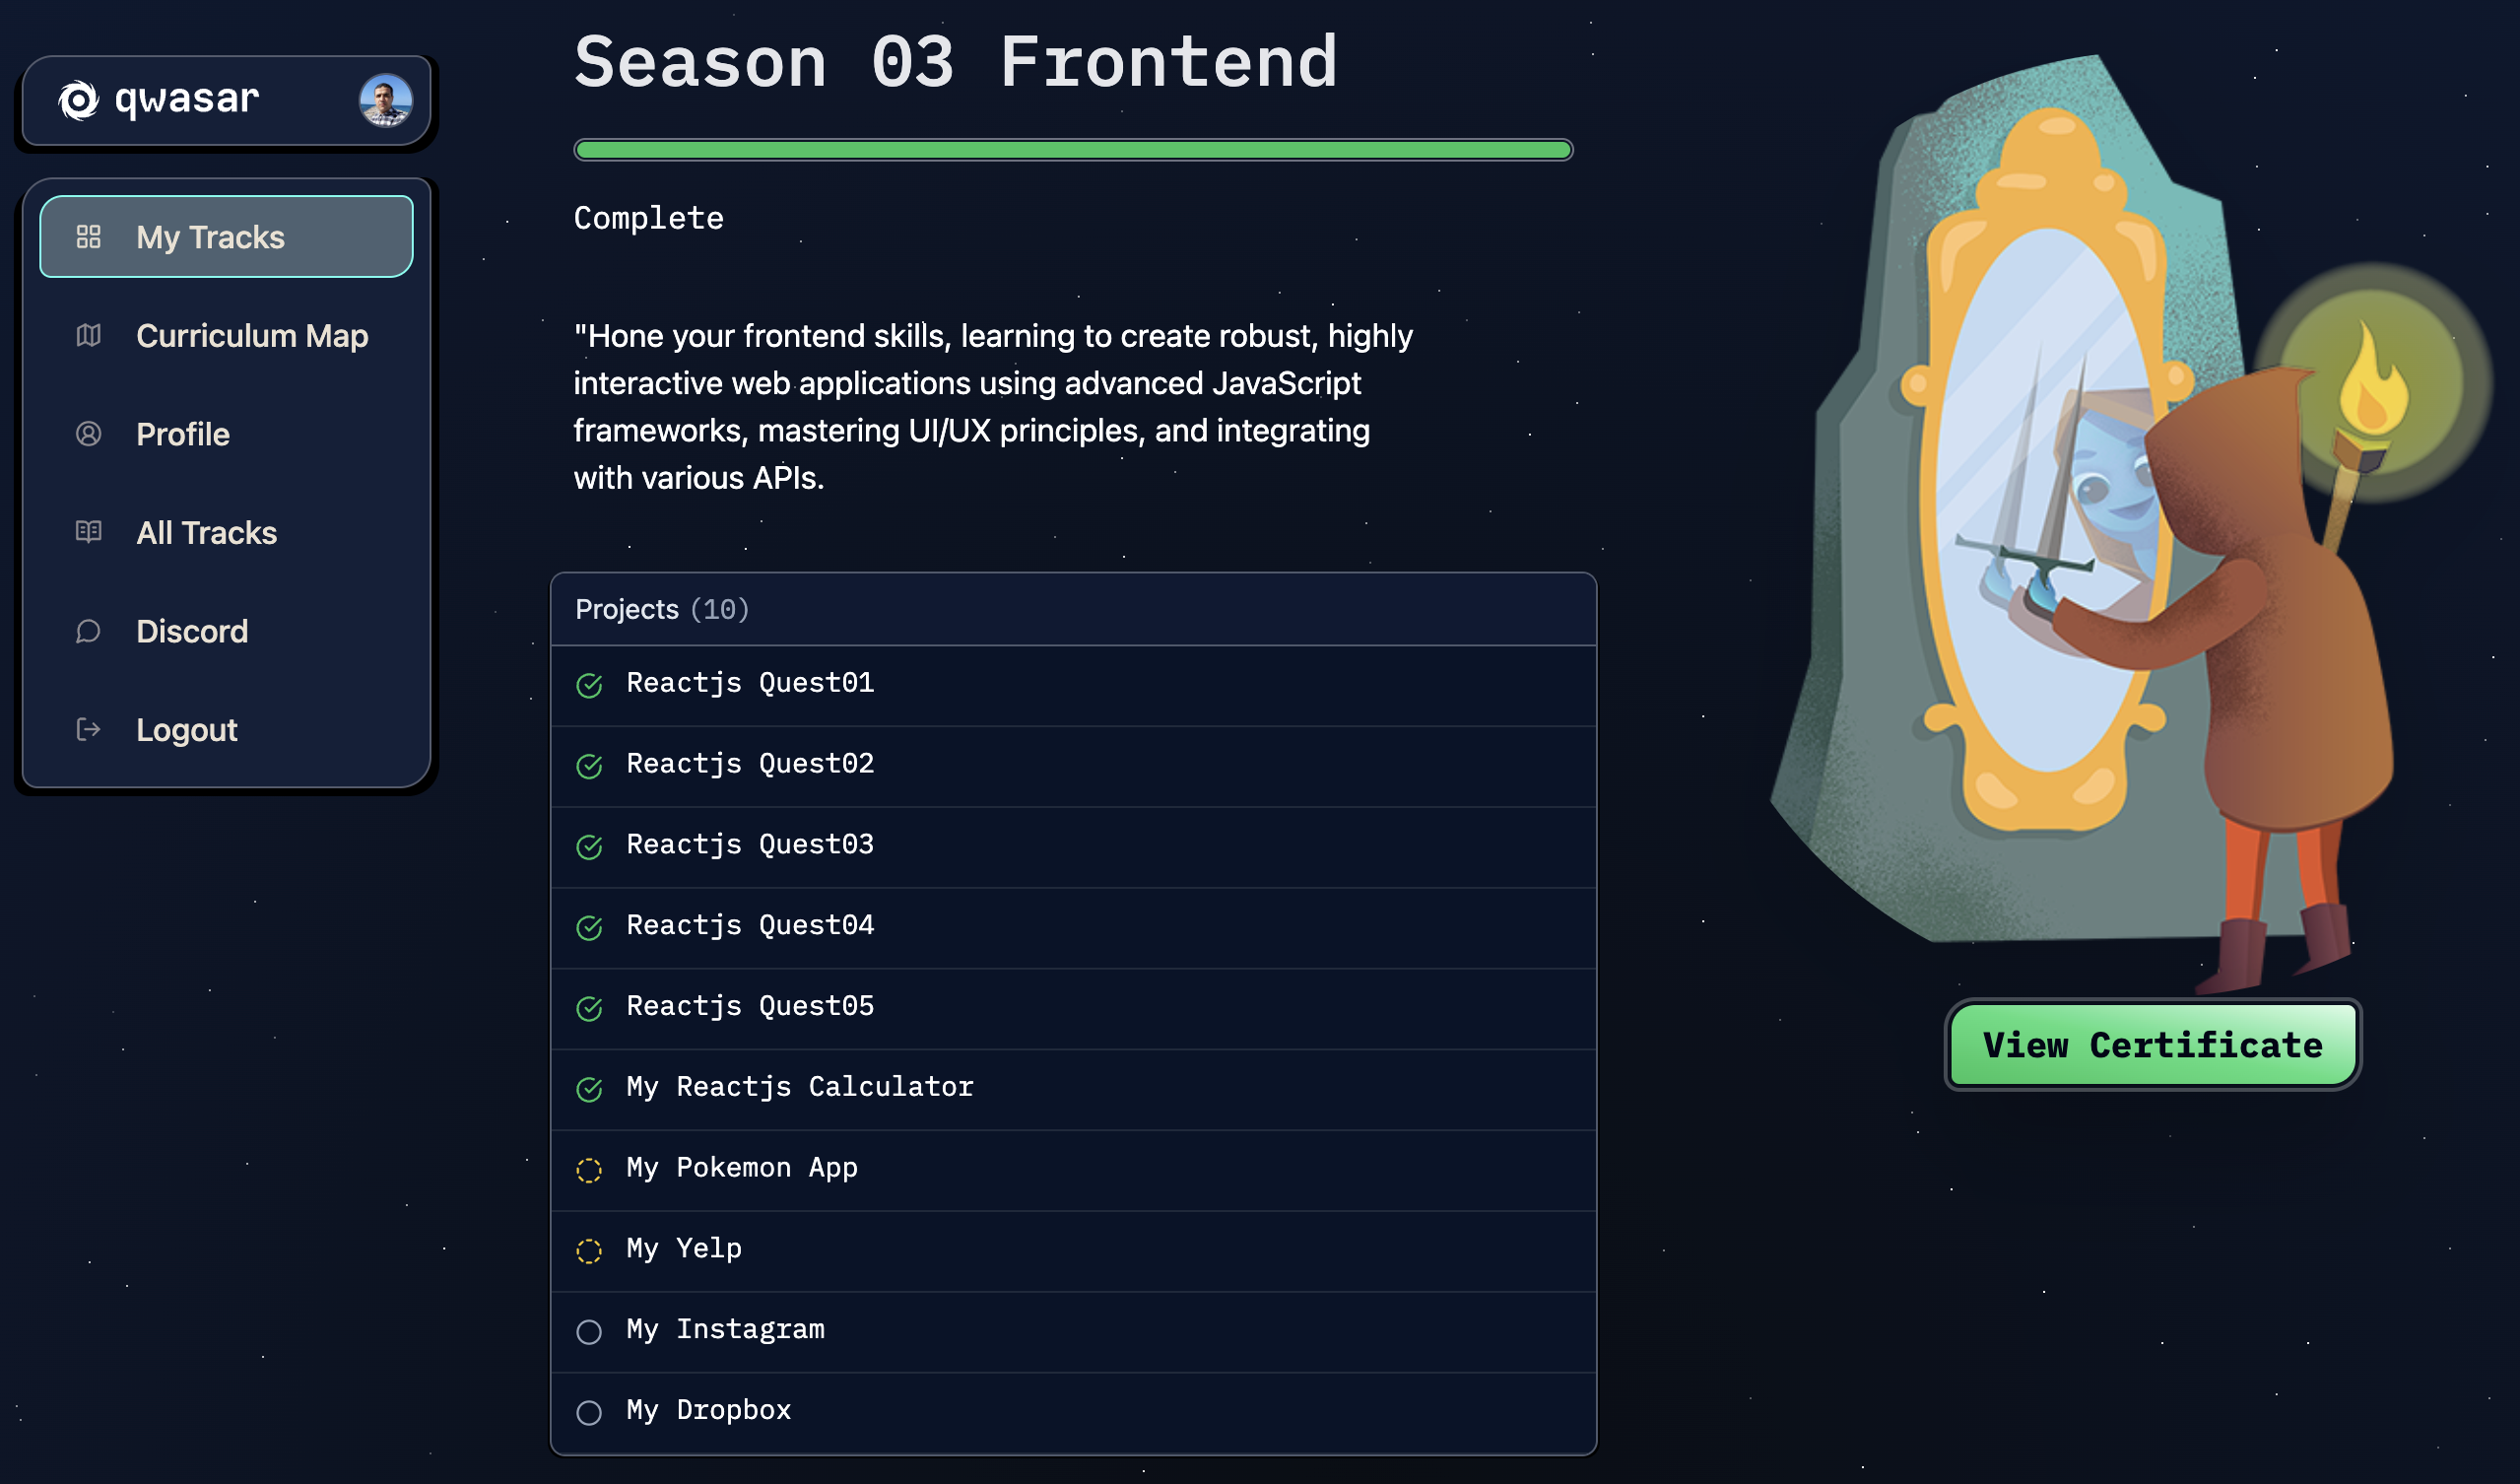 qwasar
My Tracks
Curriculum Map
Profile
All Tracks
Discord
Logout
Season 03 Frontend
Complete
"Hone your frontend skills, learning to create robust, highly
interactive web applications using advanced JavaScript
frameworks, mastering UI/UX principles, and integrating
with various APIs.
Projects (10)
Reactjs Quest01
Reactjs Quest02
Reactjs Quest03
Reactjs Quest04
Reactjs Quest05
My Reactjs Calculator
My Pokemon App
My Yelp
My Instagram
My Dropbox
View Certificate